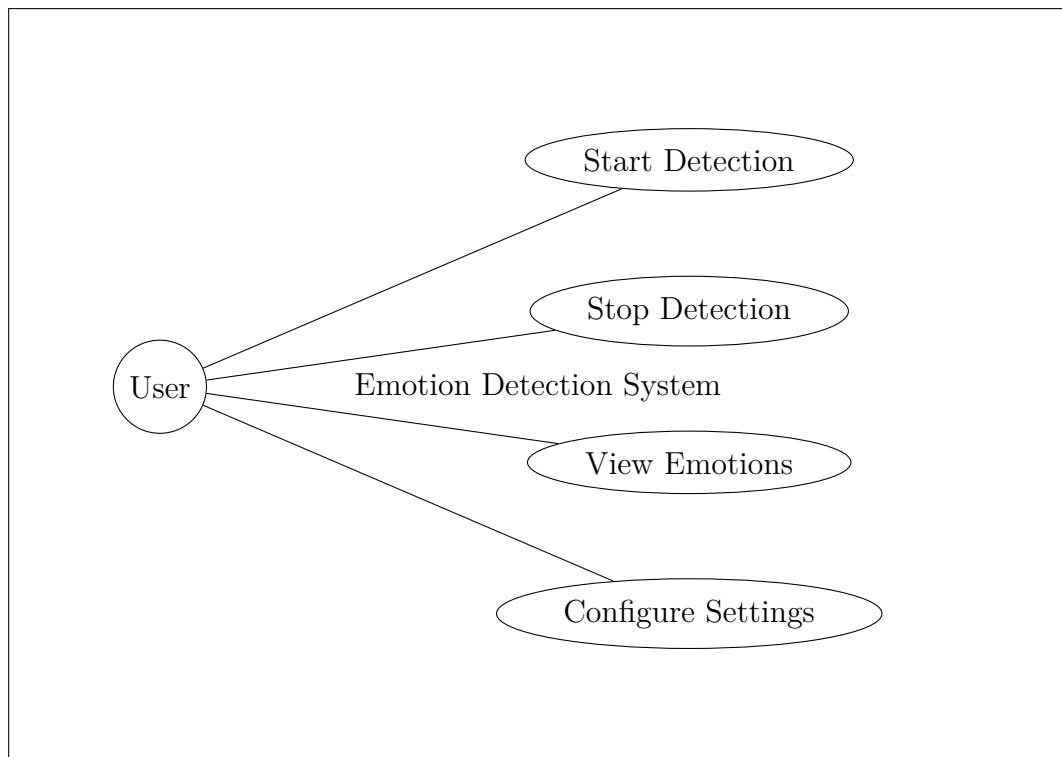 Start Detection
Stop Detection
User
Emotion Detection System
View Emotions
Configure Settings